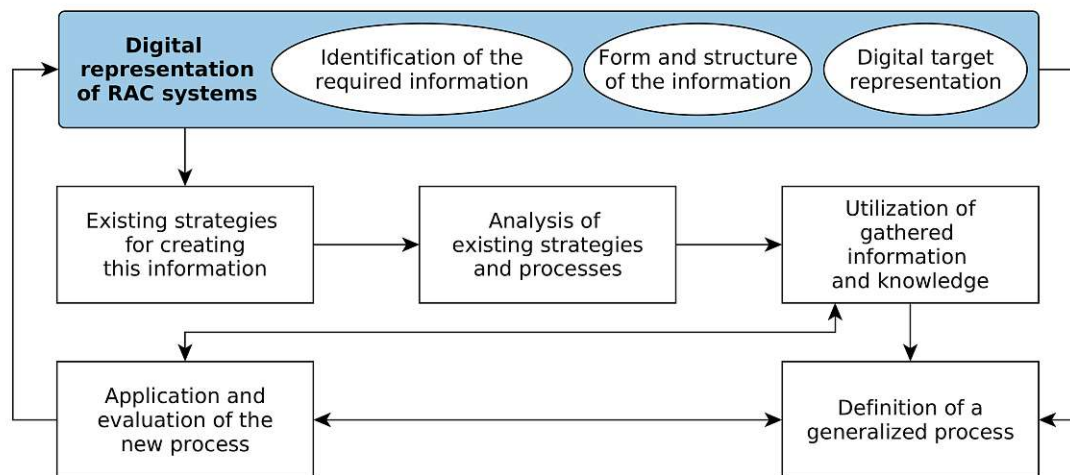 Digital
representation
of RAC systems
Identification of the
required information
Form and structure
of the information
Digital target
representation
Existing strategies
for creating
this information
Analysis of
existing strategies
and processes
Utilization of
gathered
information
and knowledge
Application and
evaluation of the
new process
Definition of a
generalized process